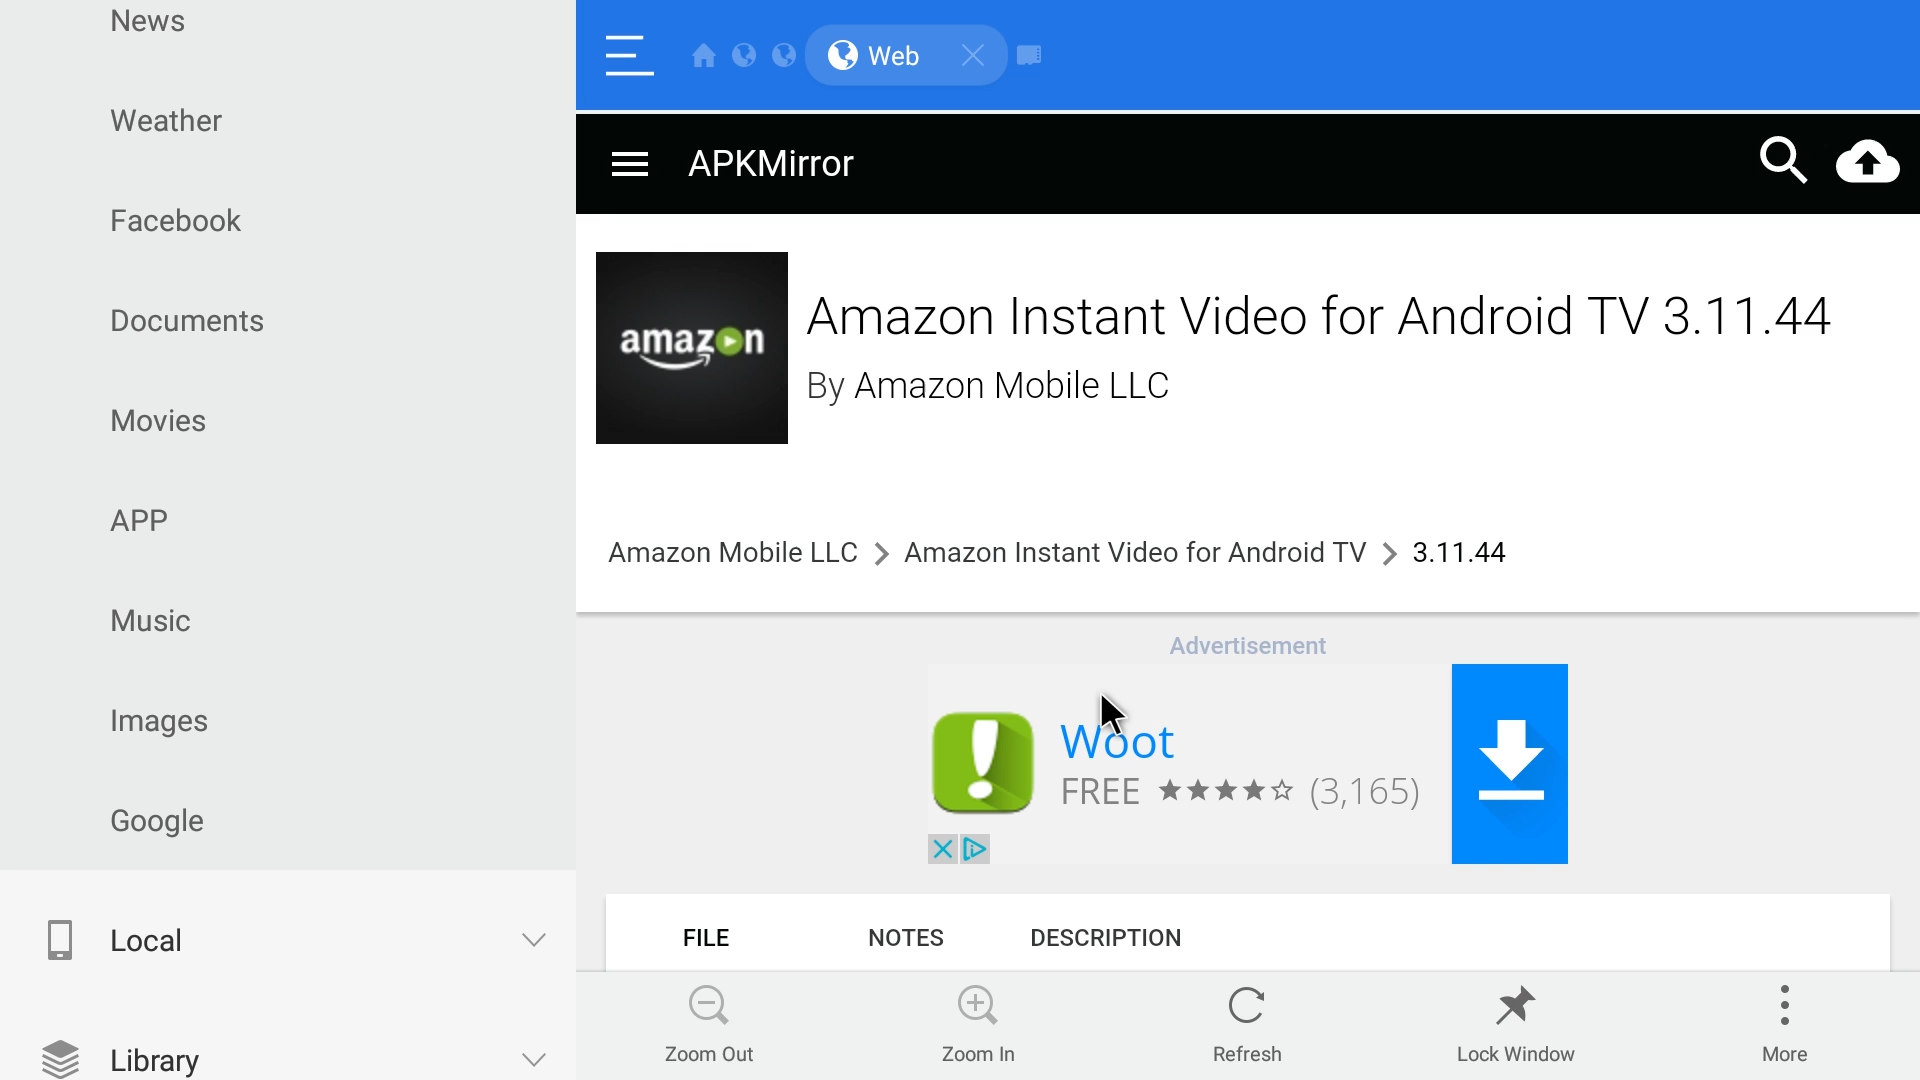 News
Weather
Facebook
Documents
Movies
APP
Music
Images
Google
Local
Library
Web
APKMirror
amazon
Amazon Instant Video for Android TV 3.11.44
By Amazon Mobile LLC
Amazon Mobile LLC > Amazon Instant Video for Android TV > 3.11.44
Advertisement
Woot
FREE ★★★★☆ (3,165)
FILE NOTES DESCRIPTION
Zoom Out Zoom In Refresh Lock Window More